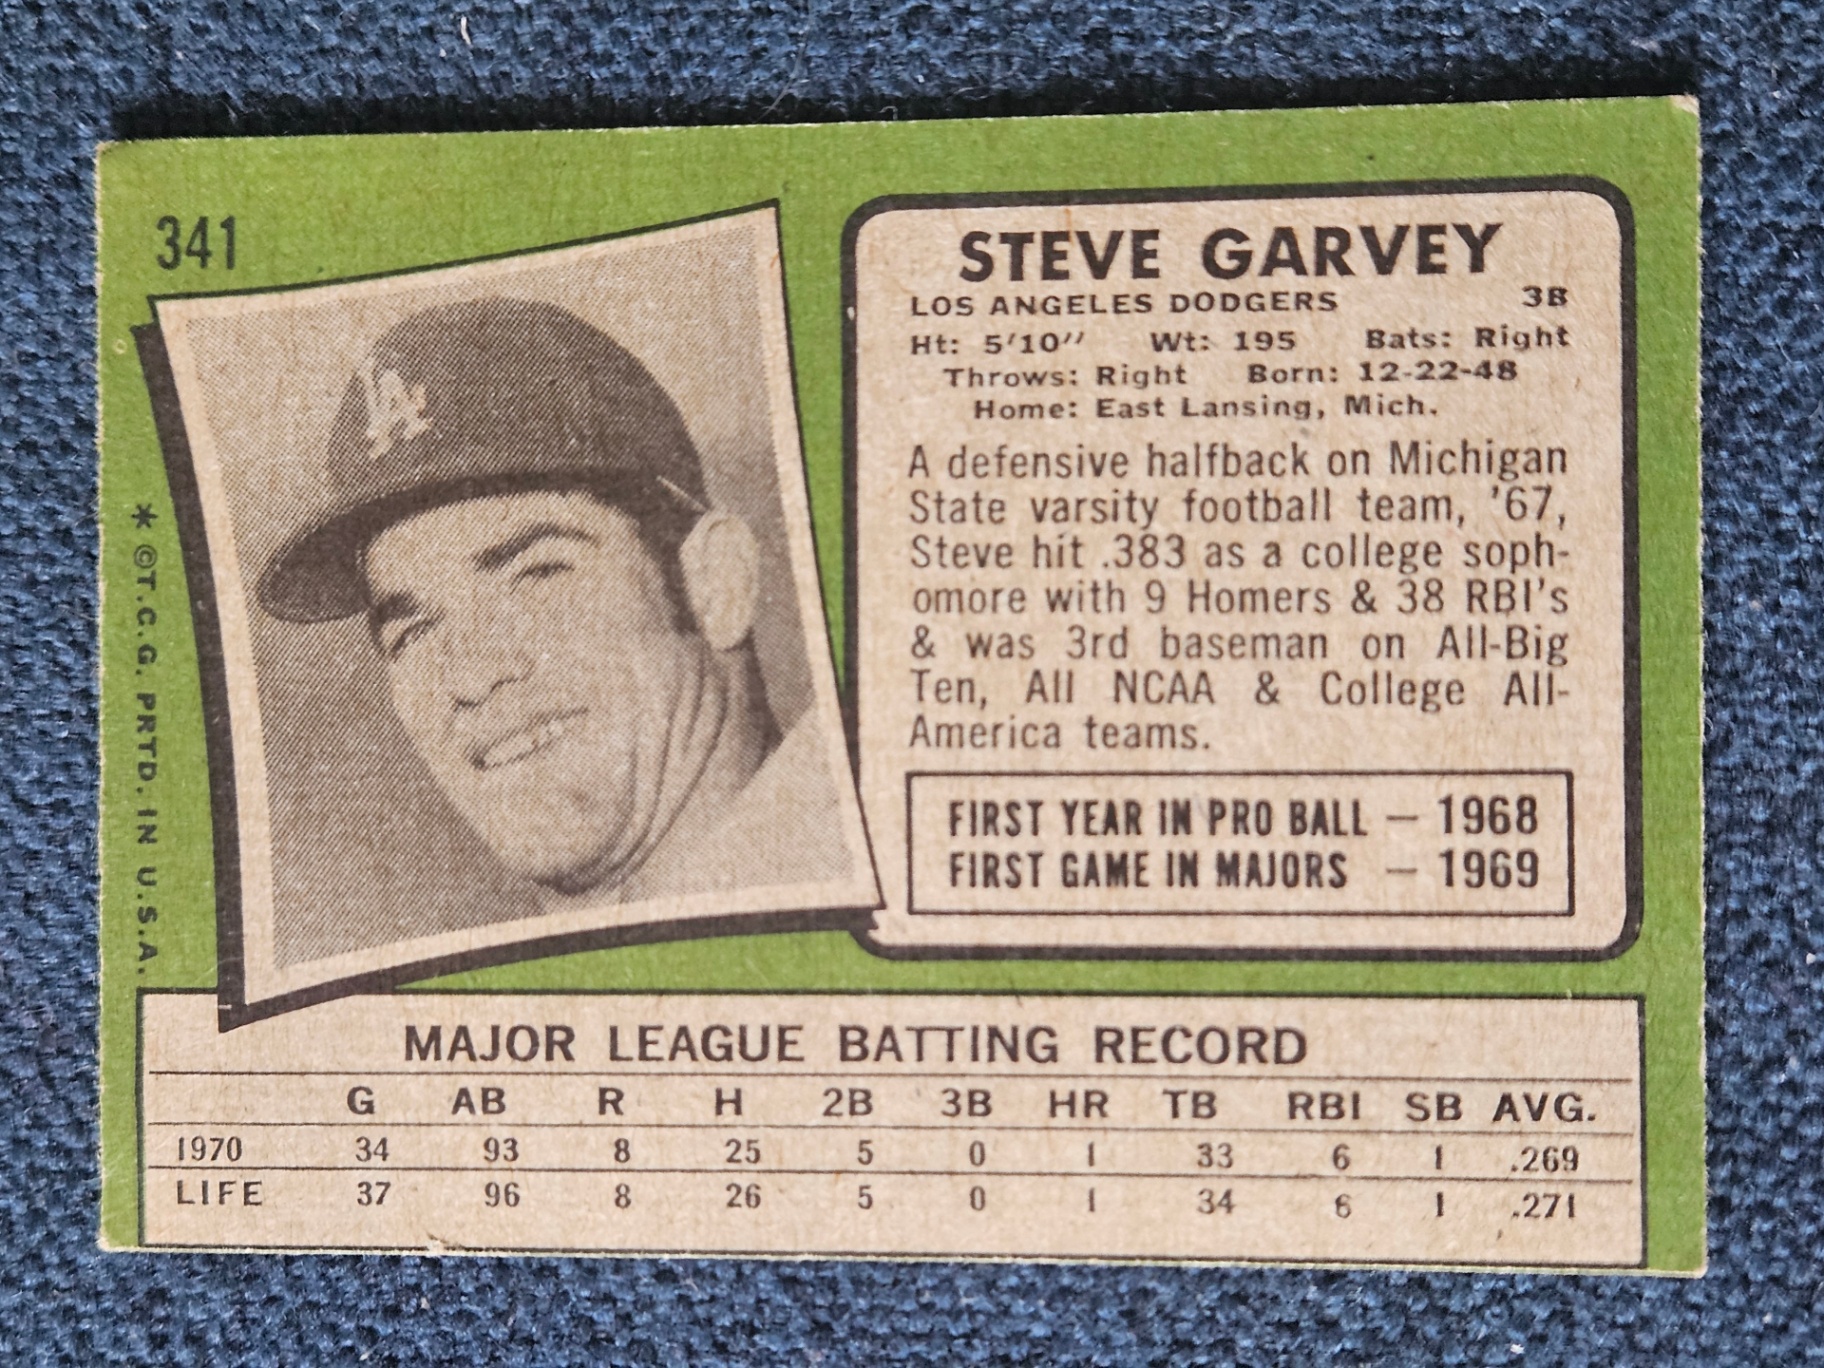 341
LA
* ©T.C.G. PRTD. IN U.S.A.
STEVE GARVEY
LOS ANGELES DODGERS 3B
Ht: 5'10" Wt: 195 Bats: Right
Throws: Right Born: 12-22-48
Home: East Lansing, Mich.
A defensive halfback on Michigan
State varsity football team, '67,
Steve hit .383 as a college soph-
omore with 9 Homers & 38 RBI's
& was 3rd baseman on All-Big
Ten, All NCAA & College All-
America teams.
FIRST YEAR IN PRO BALL — 1968
FIRST GAME IN MAJORS — 1969
MAJOR LEAGUE BATTING RECORD
G AB R H 2B 3B HR TB RBI SB AVG.
1970 34 93 8 25 5 0 1 33 6 1 .269
LIFE 37 96 8 26 5 0 1 34 6 1 .271